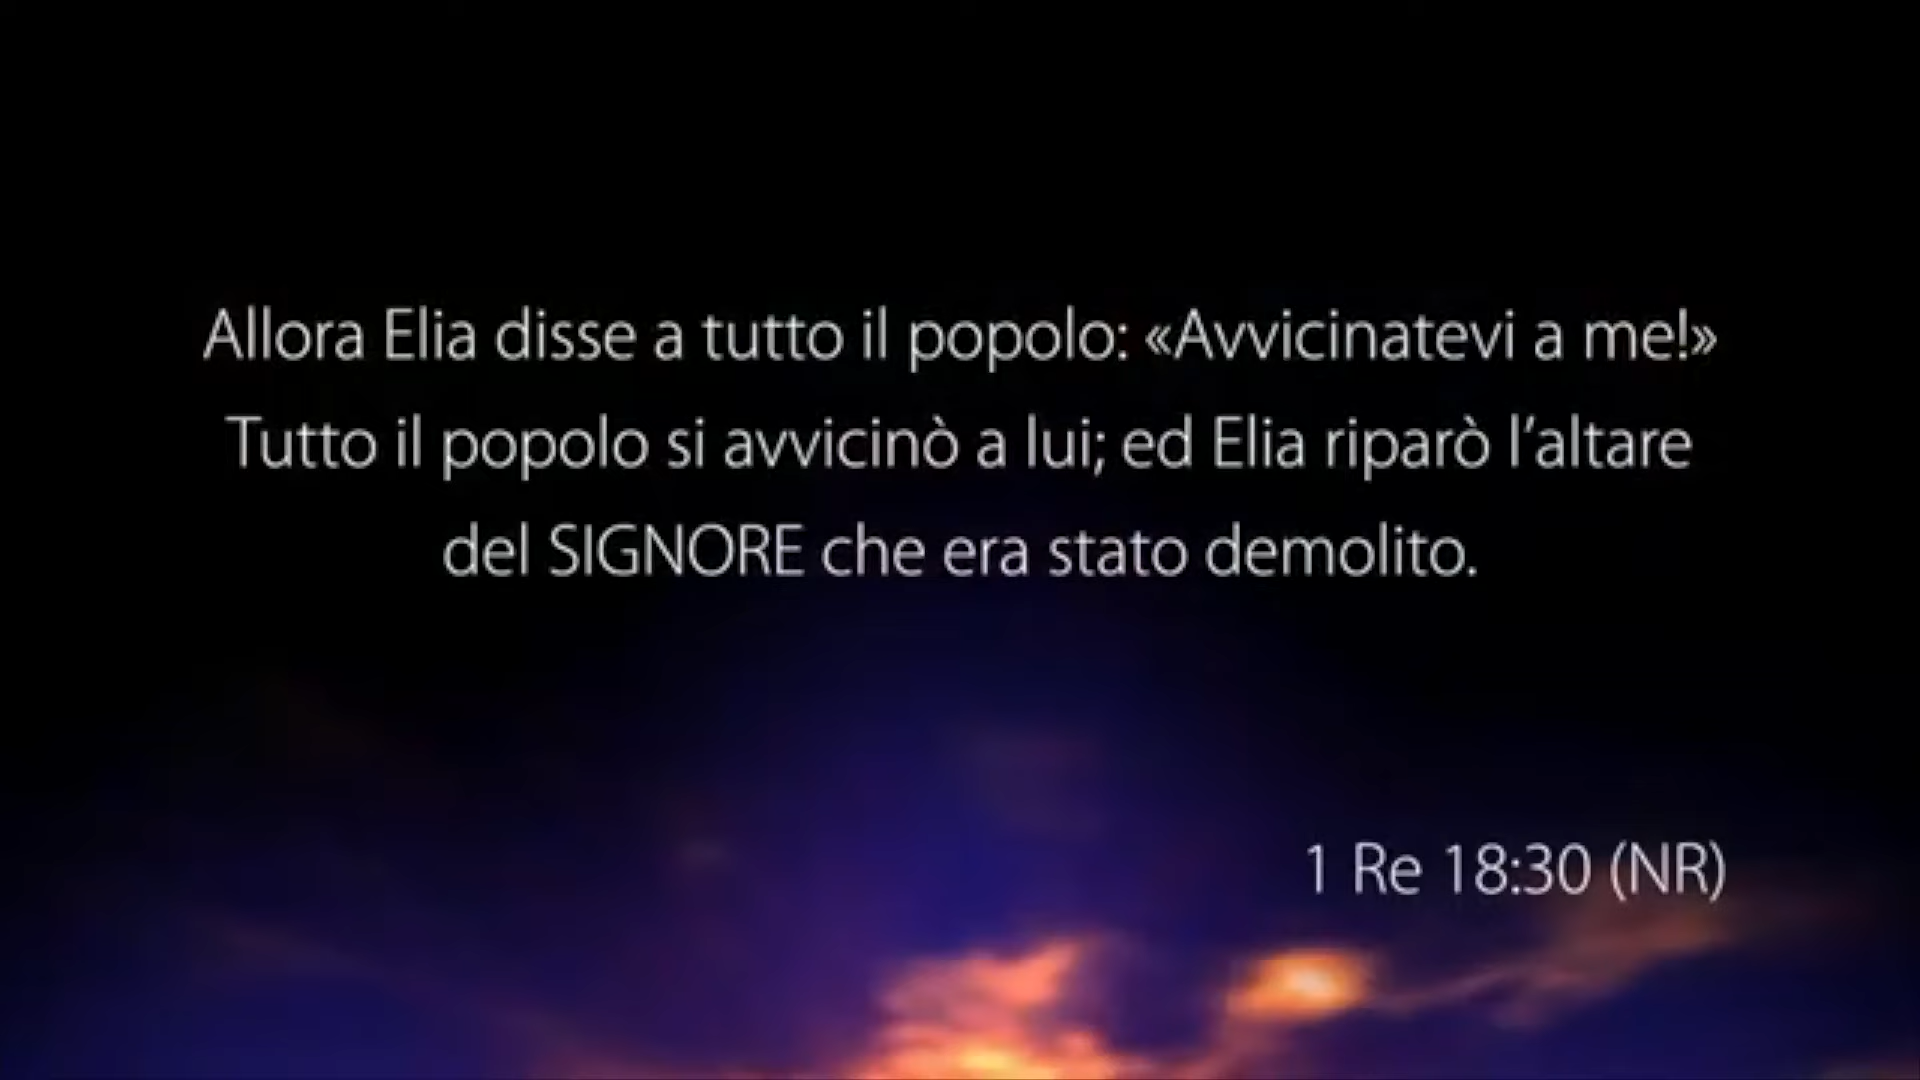 Allora Elia disse a tutto il popolo: «Avvicinatevi a me!»
Tutto il popolo si avvicinò a lui; ed Elia riparò l’altare
del SIGNORE che era stato demolito.
1 Re 18:30 (NR)